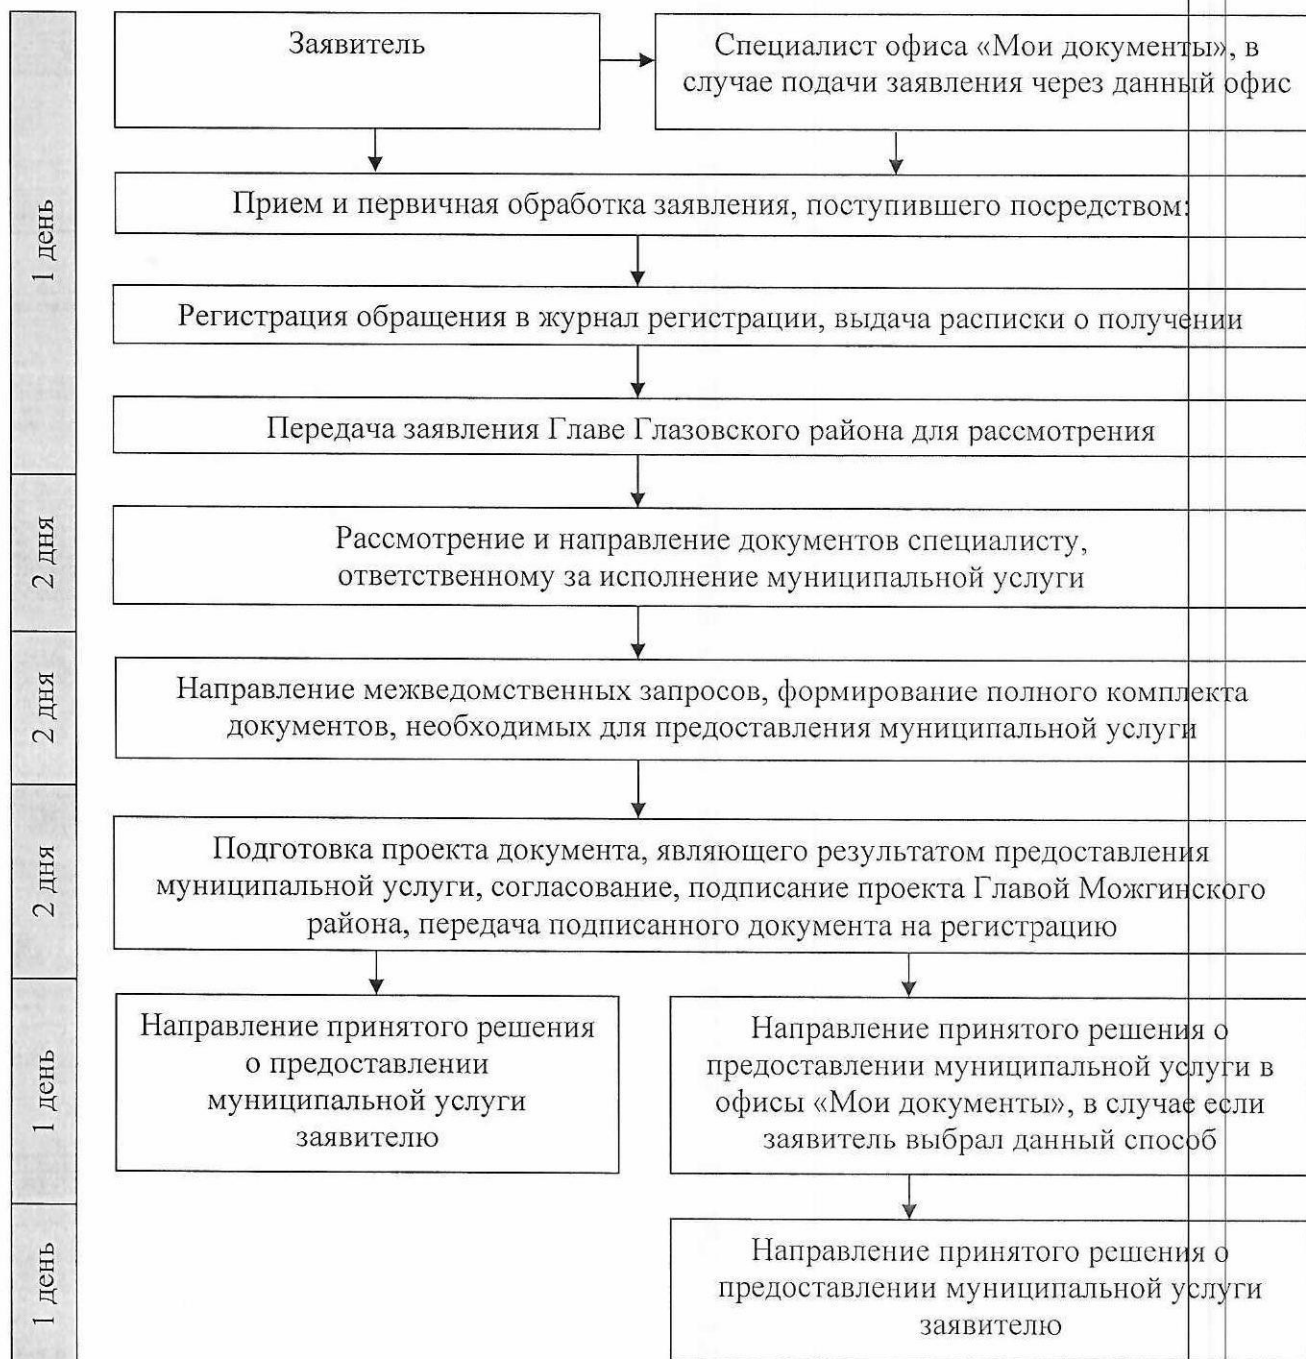 1 день
Заявитель
Специалист офиса «Мои документы», в
случае подачи заявления через данный офис
Прием и первичная обработка заявления, поступившего посредством:
Регистрация обращения в журнал регистрации, выдача расписки о получении
Передача заявления Главе Глазовского района для рассмотрения
2 дня
Рассмотрение и направление документов специалисту,
ответственному за исполнение муниципальной услуги
2 дня
Направление межведомственных запросов, формирование полного комплекта
документов, необходимых для предоставления муниципальной услуги
2 дня
Подготовка проекта документа, являющего результатом предоставления
муниципальной услуги, согласование, подписание проекта Главой Можгинского
района, передача подписанного документа на регистрацию
1 день
Направление принятого решения
о предоставлении
муниципальной услуги
заявителю
Направление принятого решения о
предоставлении муниципальной услуги в
офисы «Мои документы», в случае если
заявитель выбрал данный способ
1 день
Направление принятого решения о
предоставлении муниципальной услуги
заявителю